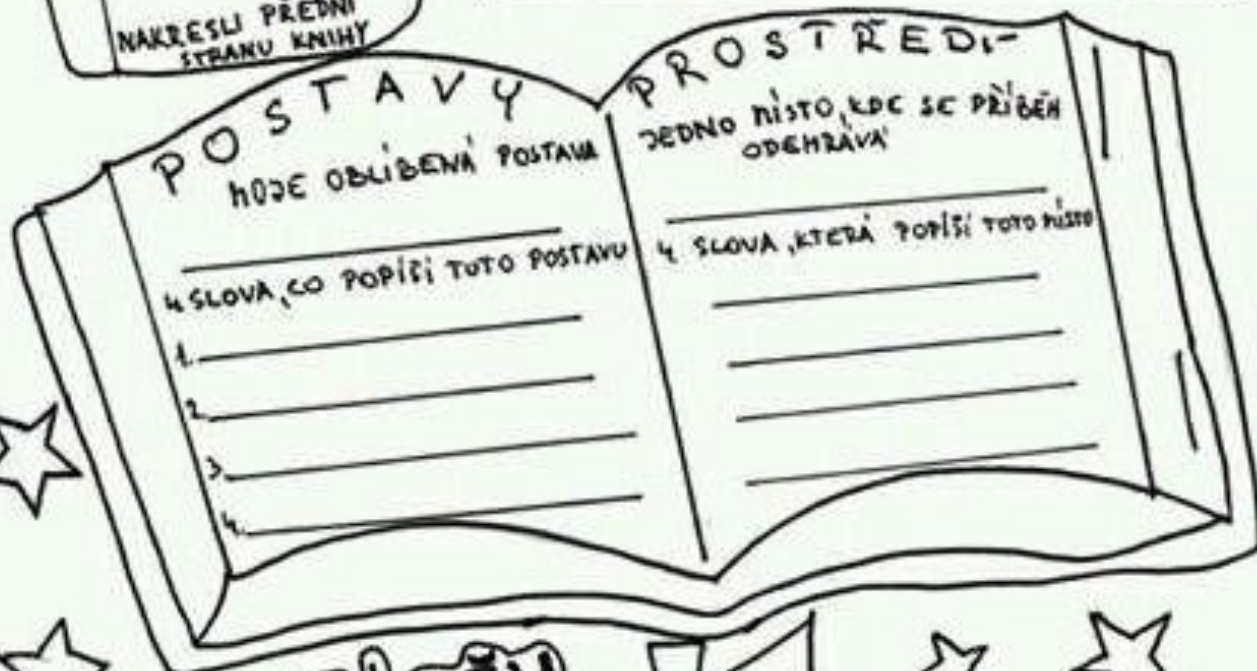 NAKRESLI PŘEDNÍ
STRANU KNIHY
POSTAVY
MOJE OBLÍBENÁ POSTAVA
4 SLOVA, CO POPÍŠÍ TUTO POSTAVU
1.
2.
3.
4.
PROSTŘEDÍ
JEDNO MÍSTO, KDE SE PŘÍBĚH
ODEHRÁVÁ
4 SLOVA, KTERÁ POPÍŠÍ TOTO MÍSTO